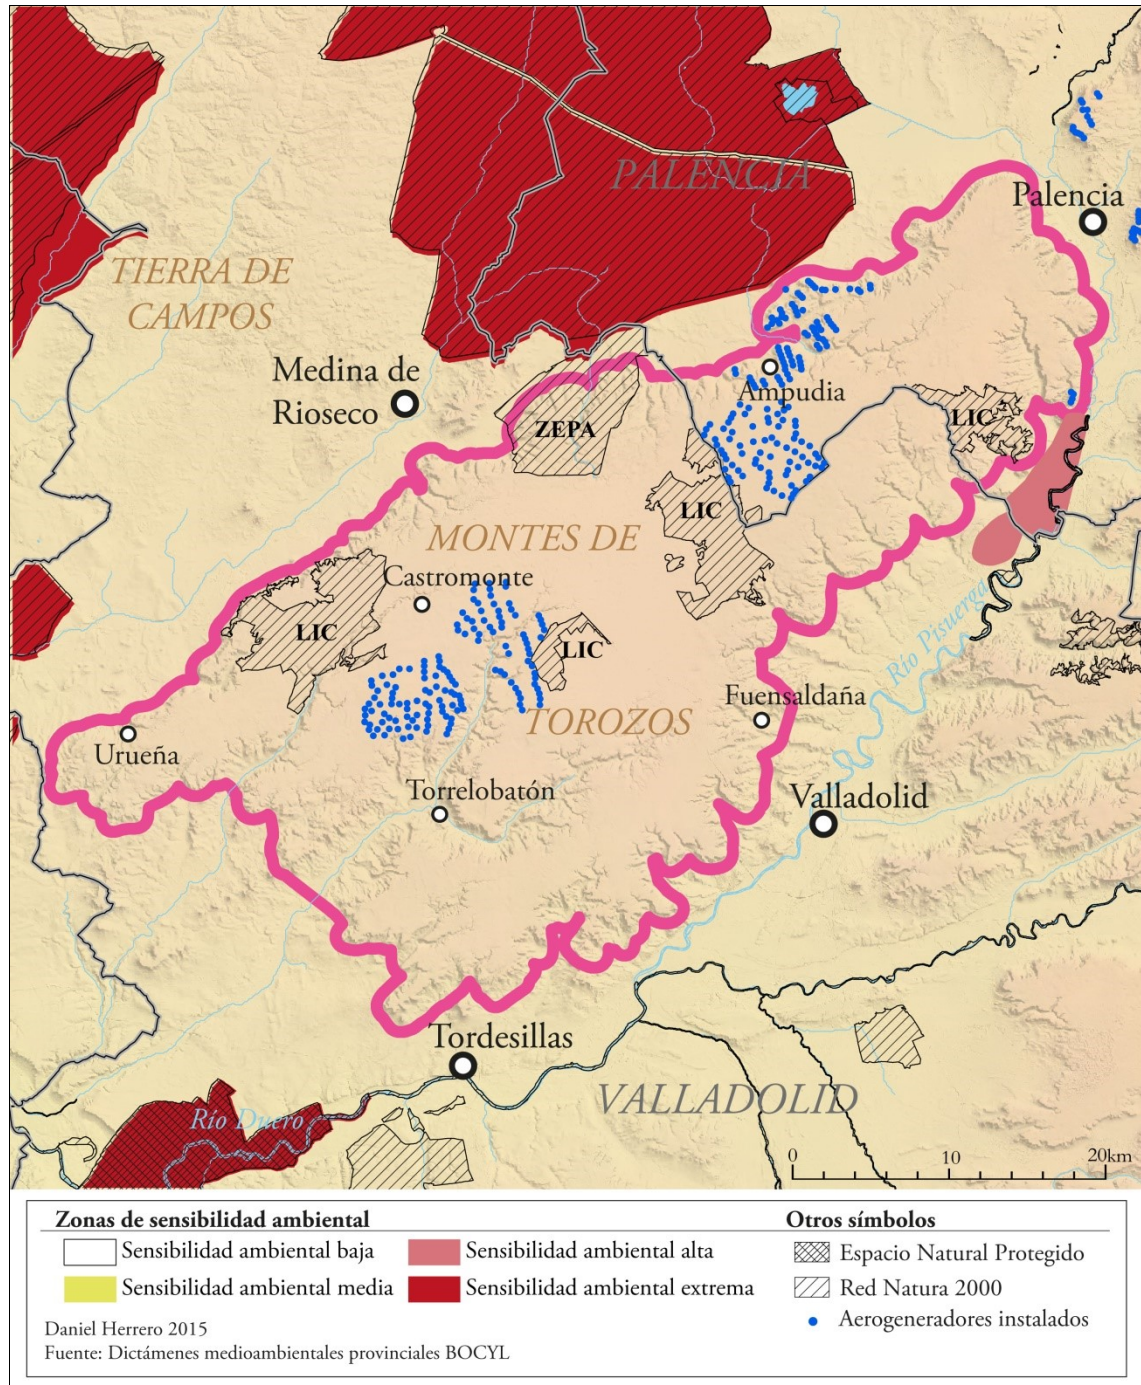 PALENCIA
Palencia
TIERRA DE
CAMPOS
Medina de
Rioseco
Ampudia
ZEPA
LIC
LIC
MONTES DE
Castromonte
LIC
LIC
Río Pisuerga
Fuensaldaña
TOROZOS
Urueña
Torrelobatón
Valladolid
Tordesillas
VALLADOLID
Río Duero
0 10 20km
Zonas de sensibilidad ambiental
Otros símbolos
Sensibilidad ambiental baja
Sensibilidad ambiental alta
Espacio Natural Protegido
Sensibilidad ambiental media
Sensibilidad ambiental extrema
Red Natura 2000
Aerogeneradores instalados
Daniel Herrero 2015
Fuente: Dictámenes medioambientales provinciales BOCYL